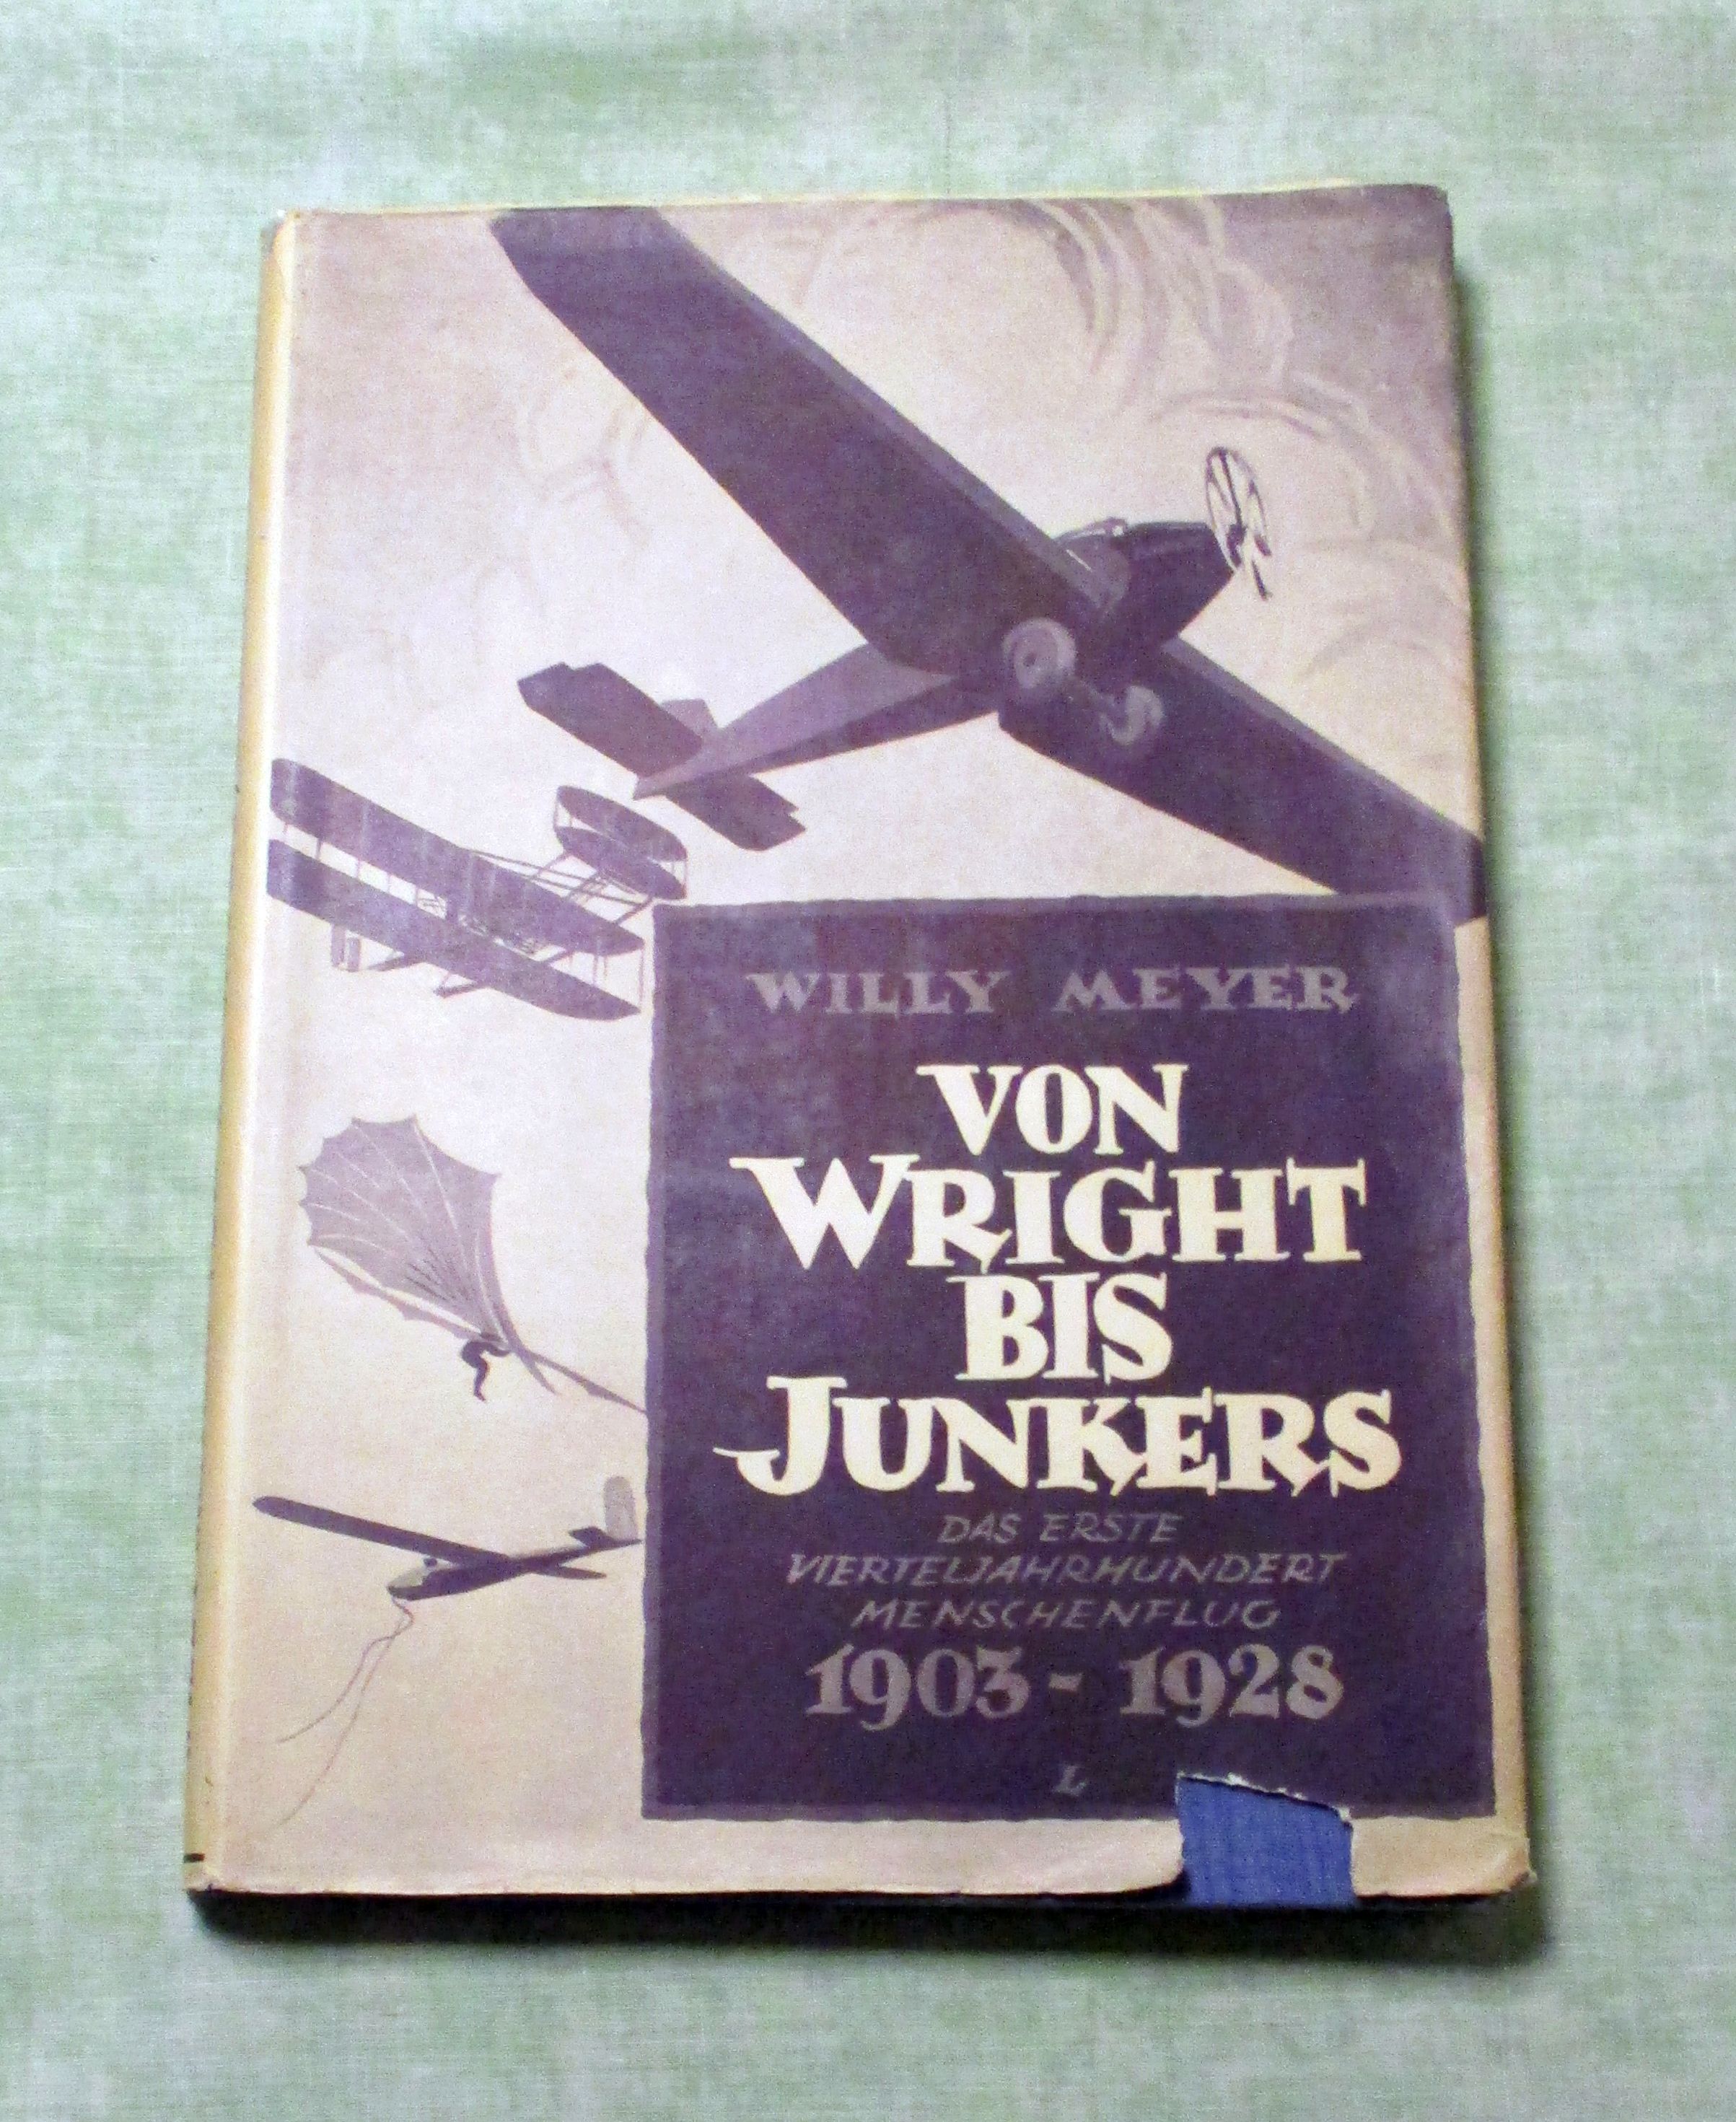 WILLY MEYER
VON
WRIGHT
BIS
JUNKERS
DAS ERSTE
VIERTELJAHRHUNDERT
MENSCHENFLUG
1903 - 1928
L